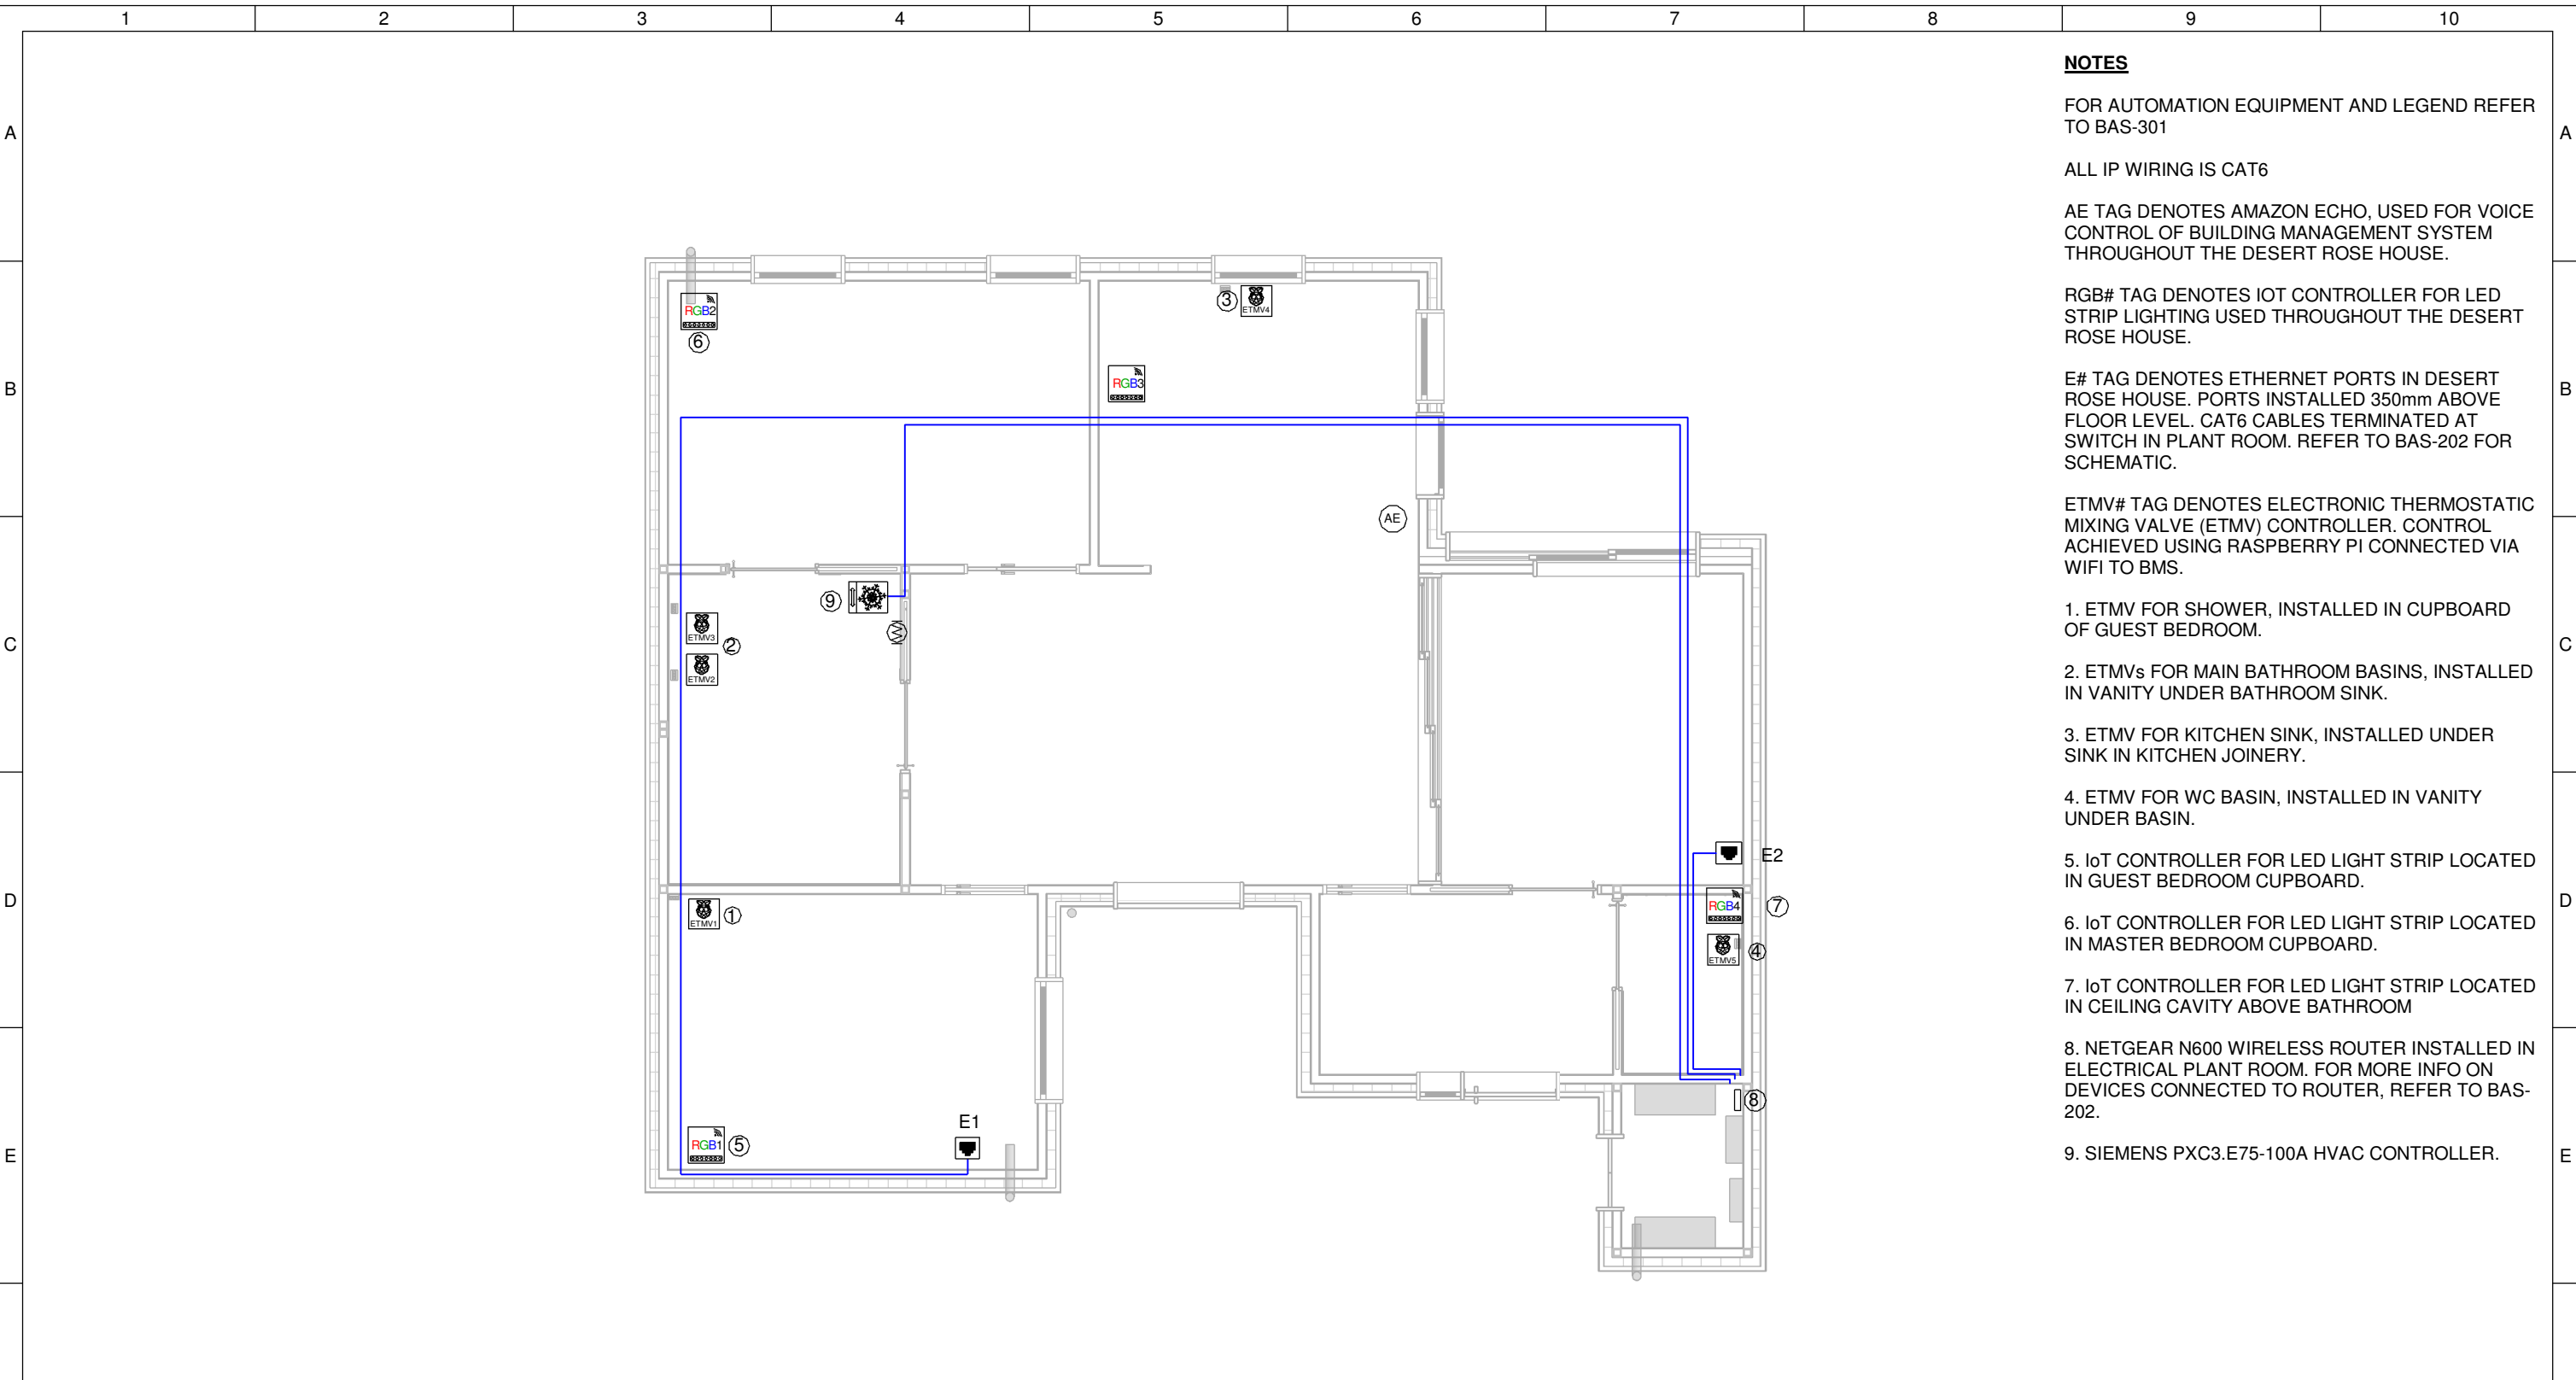 1 2 3 4 5 6 7 8 9 10
NOTES
FOR AUTOMATION EQUIPMENT AND LEGEND REFER
TO BAS-301
ALL IP WIRING IS CAT6
AE TAG DENOTES AMAZON ECHO, USED FOR VOICE
CONTROL OF BUILDING MANAGEMENT SYSTEM
THROUGHOUT THE DESERT ROSE HOUSE.
RGB# TAG DENOTES IOT CONTROLLER FOR LED
STRIP LIGHTING USED THROUGHOUT THE DESERT
ROSE HOUSE.
E# TAG DENOTES ETHERNET PORTS IN DESERT
ROSE HOUSE. PORTS INSTALLED 350mm ABOVE
FLOOR LEVEL. CAT6 CABLES TERMINATED AT
SWITCH IN PLANT ROOM. REFER TO BAS-202 FOR
SCHEMATIC.
ETMV# TAG DENOTES ELECTRONIC THERMOSTATIC
MIXING VALVE (ETMV) CONTROLLER. CONTROL
ACHIEVED USING RASPBERRY PI CONNECTED VIA
WIFI TO BMS.
1. ETMV FOR SHOWER, INSTALLED IN CUPBOARD
OF GUEST BEDROOM.
2. ETMVs FOR MAIN BATHROOM BASINS, INSTALLED
IN VANITY UNDER BATHROOM SINK.
3. ETMV FOR KITCHEN SINK, INSTALLED UNDER
SINK IN KITCHEN JOINERY.
4. ETMV FOR WC BASIN, INSTALLED IN VANITY
UNDER BASIN.
5. IoT CONTROLLER FOR LED LIGHT STRIP LOCATED
IN GUEST BEDROOM CUPBOARD.
6. IoT CONTROLLER FOR LED LIGHT STRIP LOCATED
IN MASTER BEDROOM CUPBOARD.
7. IoT CONTROLLER FOR LED LIGHT STRIP LOCATED
IN CEILING CAVITY ABOVE BATHROOM
8. NETGEAR N600 WIRELESS ROUTER INSTALLED IN
ELECTRICAL PLANT ROOM. FOR MORE INFO ON
DEVICES CONNECTED TO ROUTER, REFER TO BAS-
202.
9. SIEMENS PXC3.E75-100A HVAC CONTROLLER.
A
A
B
B
C
C
D
D
E
E
RGB2
6
3
ETMV4
RGB3
AE
9
W
ETMV3
2
ETMV2
E2
ETMV1
1
RGB4
7
ETMV5
4
8
E1
RGB1
5